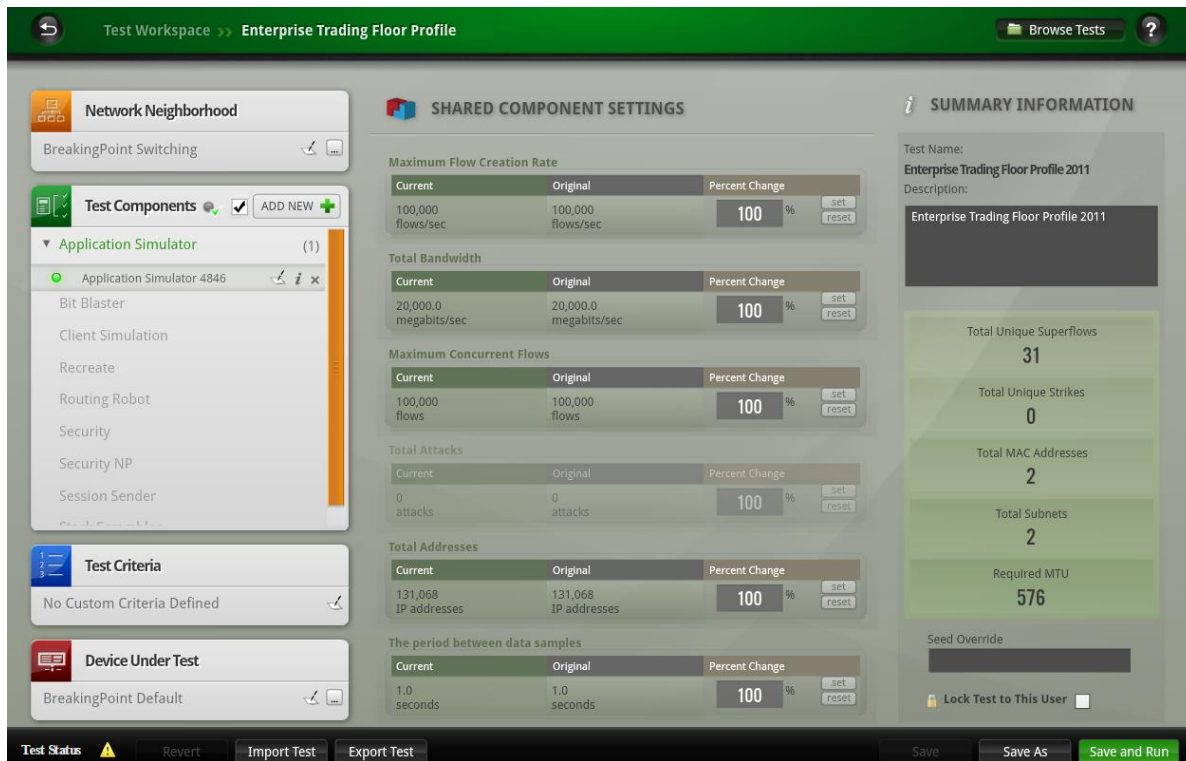 Test Workspace >> Enterprise Trading Floor Profile
Browse Tests
?
Network Neighborhood
BreakingPoint Switching
...
Test Components
ADD NEW
Application Simulator (1)
Application Simulator 4846 i x
Bit Blaster
Client Simulation
Recreate
Routing Robot
Security
Security NP
Session Sender
1
2
3
Test Criteria
No Custom Criteria Defined
Device Under Test
BreakingPoint Default
...
SHARED COMPONENT SETTINGS
Maximum Flow Creation Rate
Current Original Percent Change
100,000 100,000 100 % set
flows/sec flows/sec reset
Total Bandwidth
Current Original Percent Change
20,000.0 20,000.0 100 % set
megabits/sec megabits/sec reset
Maximum Concurrent Flows
Current Original Percent Change
100,000 100,000 100 % set
flows flows reset
Total Attacks
Current Original Percent Change
0 0 100 % set
attacks attacks reset
Total Addresses
Current Original Percent Change
131,068 131,068 100 % set
IP addresses IP addresses reset
The period between data samples
Current Original Percent Change
1.0 1.0 100 % set
seconds seconds reset
i SUMMARY INFORMATION
Test Name:
Enterprise Trading Floor Profile 2011
Description:
Enterprise Trading Floor Profile 2011
Total Unique Superflows
31
Total Unique Strikes
0
Total MAC Addresses
2
Total Subnets
2
Required MTU
576
Seed Override
Lock Test to This User
Test Status Revert Import Test Export Test Save Save As Save and Run